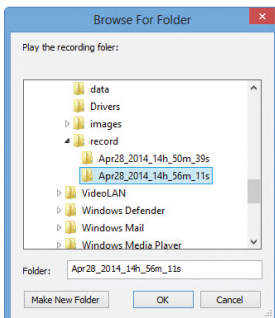 Browse For Folder
Play the recording foler:
data
Drivers
images
record
Apr28_2014_14h_50m_39s
Apr28_2014_14h_56m_11s
VideoLAN
Windows Defender
Windows Mail
Windows Media Player
Folder: Apr28_2014_14h_56m_11s
Make New Folder OK Cancel